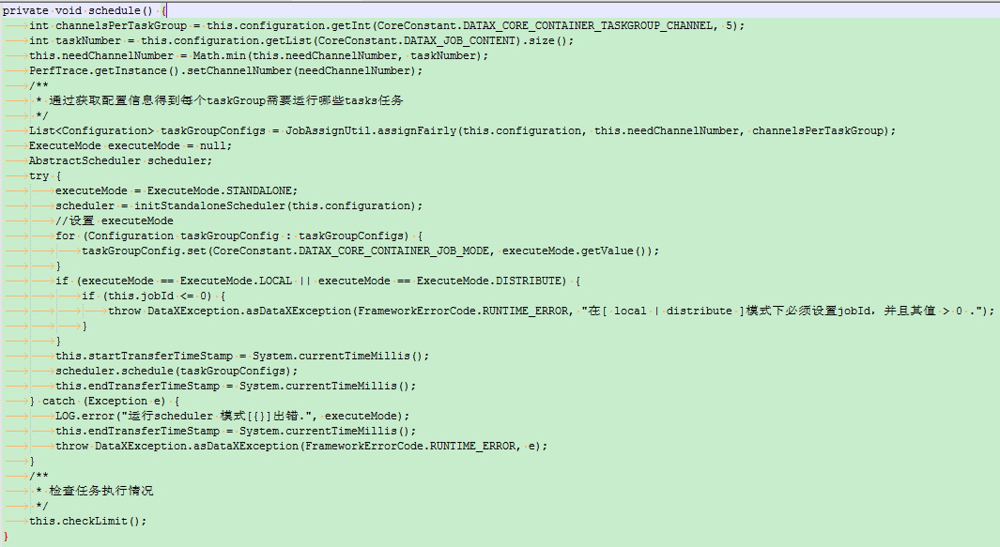 private void schedule() {
int channelsPerTaskGroup = this.configuration.getInt(CoreConstant.DATAX_CORE_CONTAINER_TASKGROUP_CHANNEL, 5);
int taskNumber = this.configuration.getList(CoreConstant.DATAX_JOB_CONTENT).size();
this.needChannelNumber = Math.min(this.needChannelNumber, taskNumber);
PerfTrace.getInstance().setChannelNumber(needChannelNumber);
/**
* 通过获取配置信息得到每个taskGroup需要运行哪些tasks任务
*/
List<Configuration> taskGroupConfigs = JobAssignUtil.assignFairly(this.configuration, this.needChannelNumber, channelsPerTaskGroup);
ExecuteMode executeMode = null;
AbstractScheduler scheduler;
try {
executeMode = ExecuteMode.STANDALONE;
scheduler = initStandaloneScheduler(this.configuration);
//设置 executeMode
for (Configuration taskGroupConfig : taskGroupConfigs) {
taskGroupConfig.set(CoreConstant.DATAX_CORE_CONTAINER_JOB_MODE, executeMode.getValue());
}
if (executeMode == ExecuteMode.LOCAL || executeMode == ExecuteMode.DISTRIBUTE) {
if (this.jobId <= 0) {
throw DataXException.asDataXException(FrameworkErrorCode.RUNTIME_ERROR, "在[ local | distribute ]模式下必须设置jobId，并且其值 > 0 .");
}
}
this.startTransferTimeStamp = System.currentTimeMillis();
scheduler.schedule(taskGroupConfigs);
this.endTransferTimeStamp = System.currentTimeMillis();
} catch (Exception e) {
LOG.error("运行scheduler 模式[{}]出错.", executeMode);
this.endTransferTimeStamp = System.currentTimeMillis();
throw DataXException.asDataXException(FrameworkErrorCode.RUNTIME_ERROR, e);
}
/**
* 检查任务执行情况
*/
this.checkLimit();
}